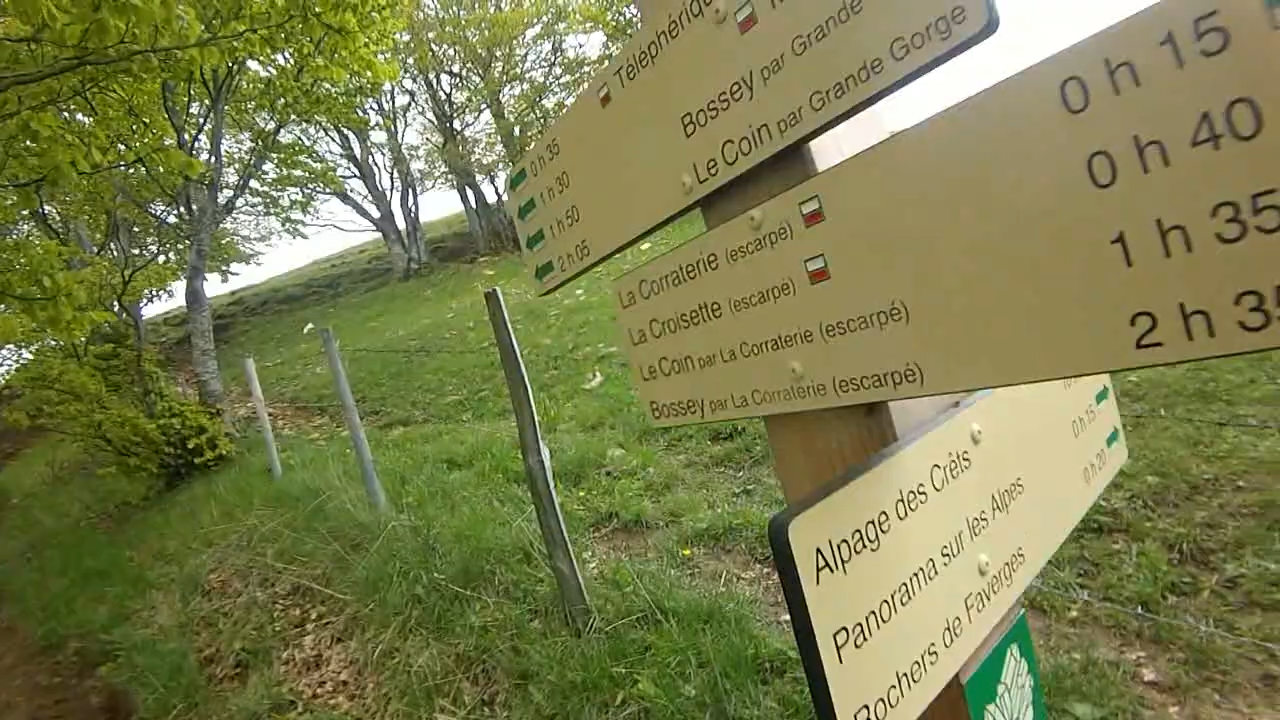 Téléphérique
Bossey par Grande
Le Coin par Grande Gorge
0 h 35
1 h 30
1 h 50
2 h 05
La Corraterie (escarpé) 0 h 15
La Croisette (escarpé) 0 h 40
Le Coin par La Corraterie (escarpé) 1 h 35
Bossey par La Corraterie (escarpé) 2 h 3
Alpage des Crêts
Panorama sur les Alpes 0 h 15
Rochers de Faverges 0 h 20